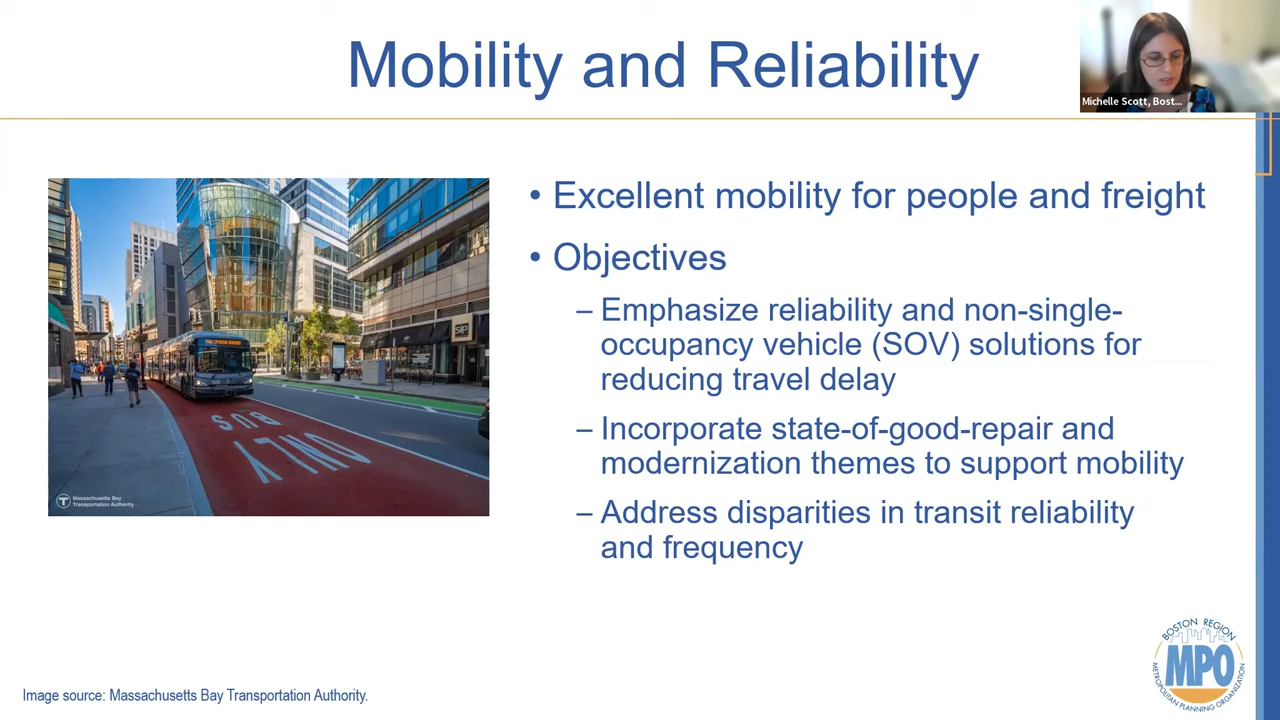 Mobility and Reliability
Michelle Scott, Bost...
• Excellent mobility for people and freight
• Objectives
– Emphasize reliability and non-single-
occupancy vehicle (SOV) solutions for
reducing travel delay
– Incorporate state-of-good-repair and
modernization themes to support mobility
– Address disparities in transit reliability
and frequency
SIP
BUS
ONLY
T
Massachusetts Bay
Transportation Authority
BOSTON REGION
MPO
METROPOLITAN PLANNING ORGANIZATION
Image source: Massachusetts Bay Transportation Authority.